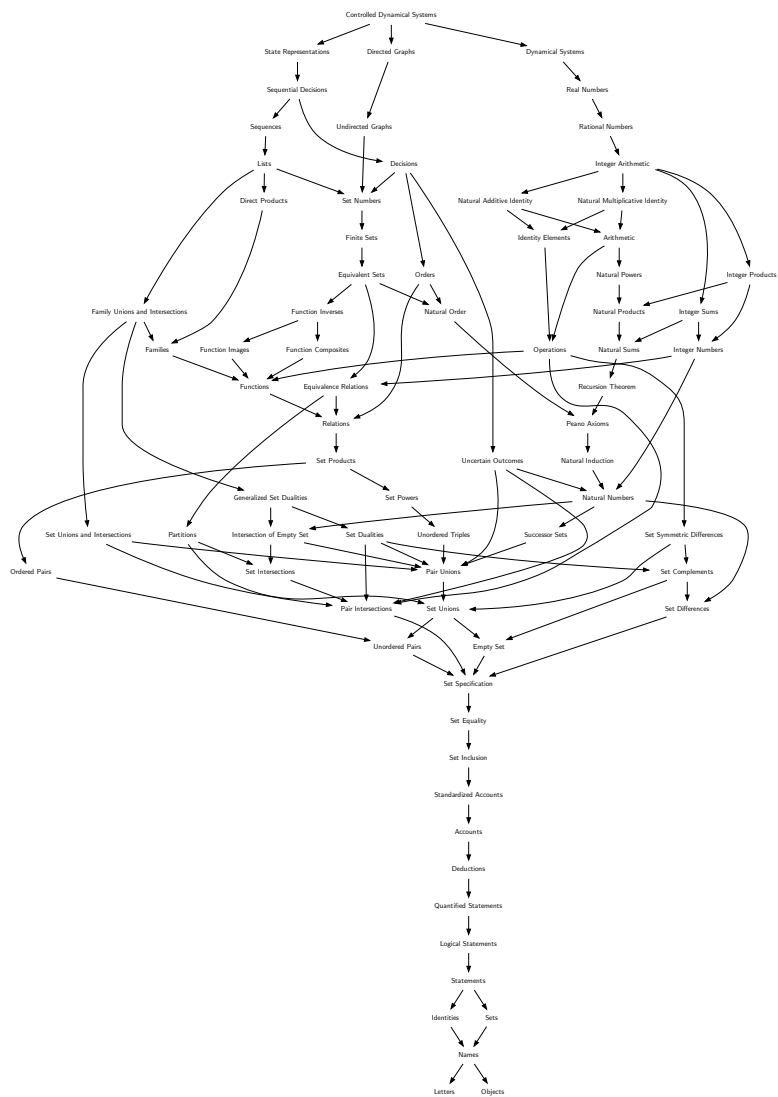 Controlled Dynamical Systems
State Representations
Directed Graphs
Dynamical Systems
Sequential Decisions
Real Numbers
Sequences
Undirected Graphs
Rational Numbers
Lists
Decisions
Integer Arithmetic
Direct Products
Set Numbers
Natural Additive Identity
Natural Multiplicative Identity
Finite Sets
Identity Elements
Arithmetic
Equivalent Sets
Orders
Natural Powers
Integer Products
Family Unions and Intersections
Function Inverses
Natural Order
Natural Products
Integer Sums
Families
Function Images
Function Composites
Operations
Natural Sums
Integer Numbers
Functions
Equivalence Relations
Recursion Theorem
Relations
Peano Axioms
Set Products
Uncertain Outcomes
Natural Induction
Generalized Set Dualities
Set Powers
Natural Numbers
Set Unions and Intersections
Partitions
Intersection of Empty Set
Set Dualities
Unordered Triples
Successor Sets
Set Symmetric Differences
Ordered Pairs
Set Intersections
Pair Unions
Set Complements
Pair Intersections
Set Unions
Set Differences
Unordered Pairs
Empty Set
Set Specification
Set Equality
Set Inclusion
Standardized Accounts
Accounts
Deductions
Quantified Statements
Logical Statements
Statements
Identities
Sets
Names
Letters
Objects